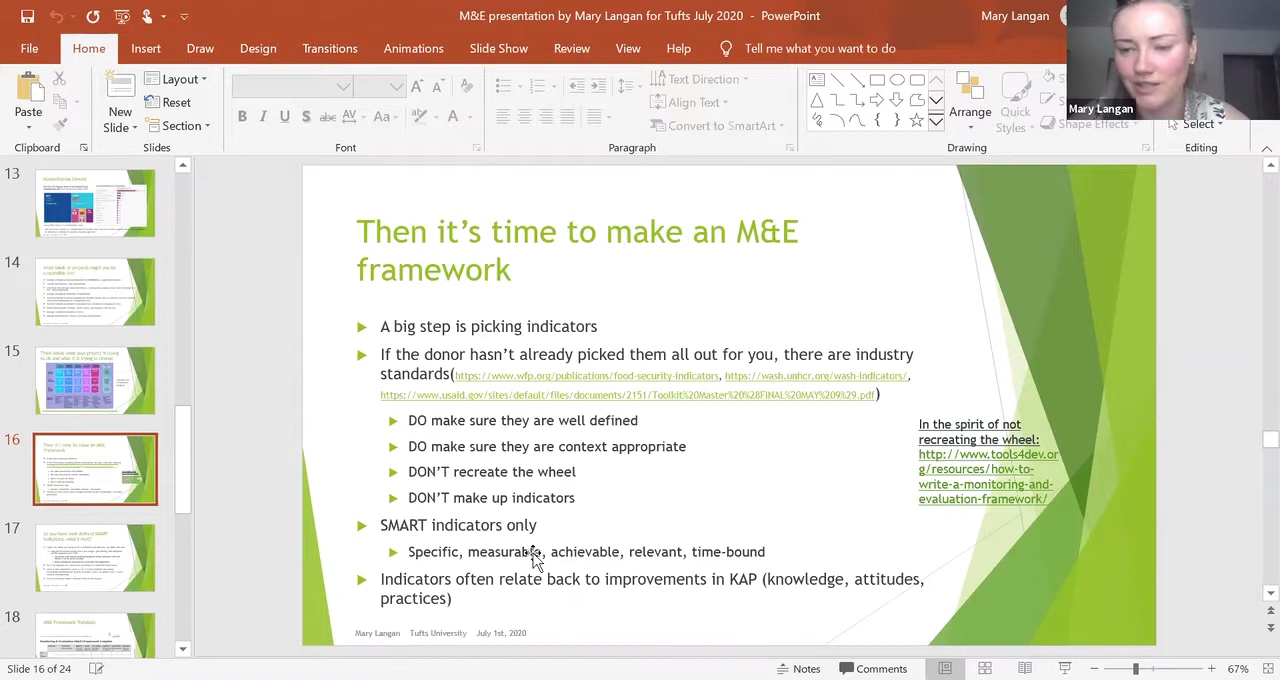 M&E presentation by Mary Langan for Tufts July 2020 - PowerPoint
Mary Langan
File Home Insert Draw Design Transitions Animations Slide Show Review View Help Tell me what you want to do
Mary Langan
Paste
Clipboard
New
Slide
Layout
Reset
Section
Slides
B I U S abc AV Aa A
Font
Text Direction
Align Text
Convert to SmartArt
Paragraph
Arrange
Quick
Styles
Shape Effects
Drawing
Select
Editing
13
14
15
16
17
18
M&E Framework Template
Then it's time to make an M&E
framework
A big step is picking indicators
If the donor hasn't already picked them all out for you, there are industry
standards(https://www.wfp.org/publications/food-security-indicators, https://wash.unhcr.org/wash-indicators/,
https://www.usaid.gov/sites/default/files/documents/2151/Toolkit%20Master%20%28FINAL%20MAY%209%29.pdf)
DO make sure they are well defined
DO make sure they are context appropriate
DON'T recreate the wheel
DON'T make up indicators
SMART indicators only
Specific, measurable, achievable, relevant, time-bound
Indicators often relate back to improvements in KAP (knowledge, attitudes,
practices)
In the spirit of not
recreating the wheel:
http://www.tools4dev.or
g/resources/how-to-
write-a-monitoring-and-
evaluation-framework/
Mary Langan Tufts University July 1st, 2020
Slide 16 of 24
Notes
Comments
67%